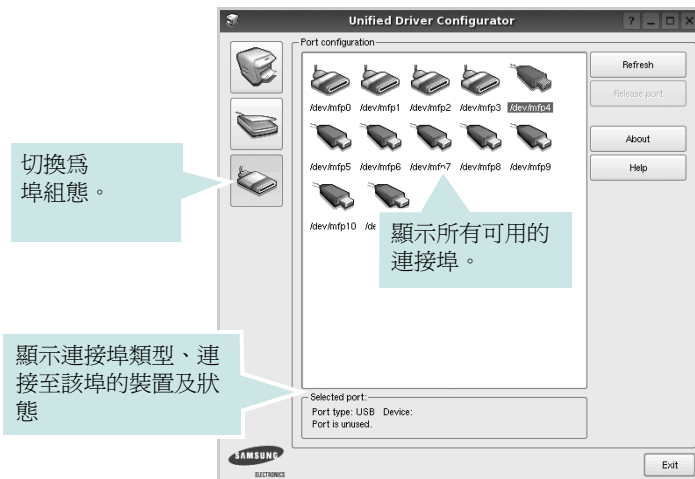 Unified Driver Configurator
Port configuration
/dev/mfp0 /dev/mfp1 /dev/mfp2 /dev/mfp3 /dev/mfp4
/dev/mfp5 /dev/mfp6 /dev/mfp7 /dev/mfp8 /dev/mfp9
/dev/mfp10
Refresh
Release port
About
Help
切換爲
埠組態。
顯示所有可用的
連接埠。
顯示連接埠類型、連
接至該埠的裝置及狀
態
Selected port:
Port type: USB Device:
Port is unused.
SAMSUNG
ELECTRONICS
Exit